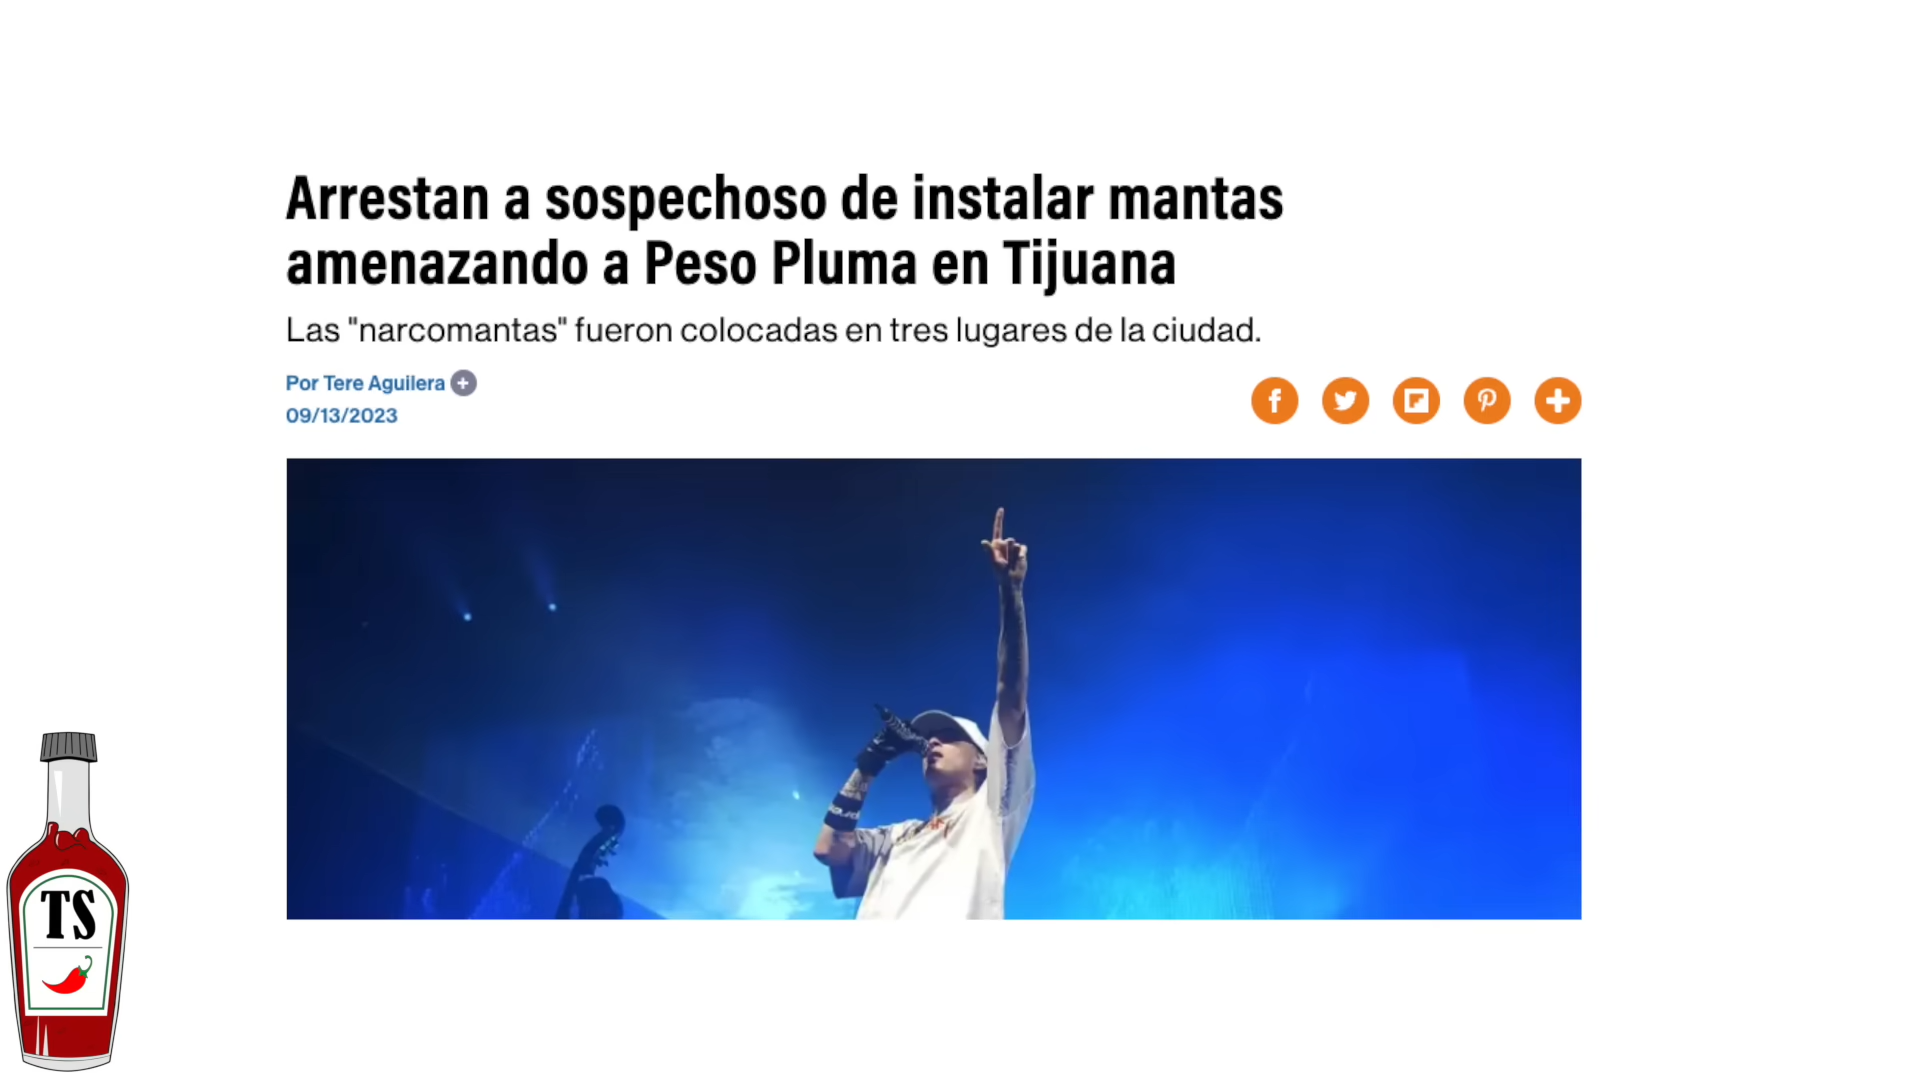 Arrestan a sospechoso de instalar mantas
amenazando a Peso Pluma en Tijuana
Las "narcomantas" fueron colocadas en tres lugares de la ciudad.
Por Tere Aguilera
09/13/2023
TS